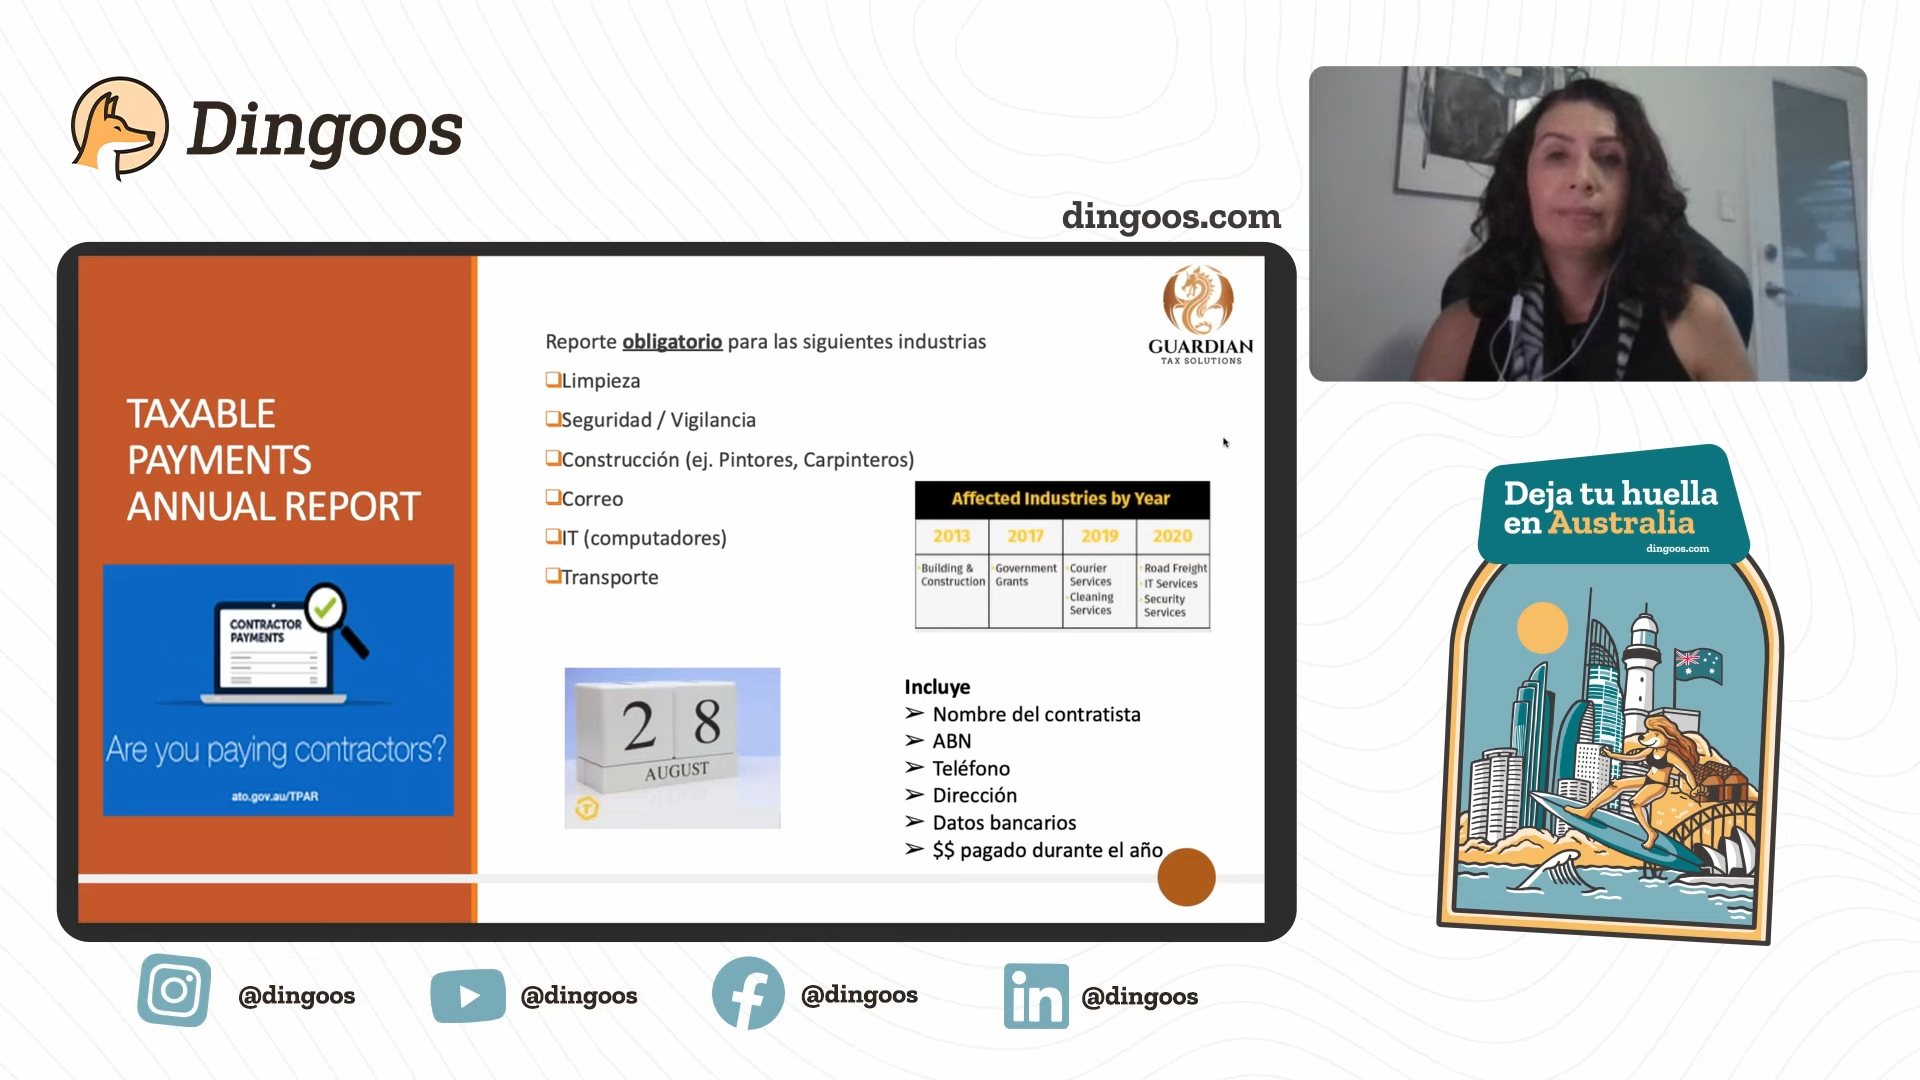 Dingoos
dingoos.com
TAXABLE
PAYMENTS
ANNUAL REPORT
CONTRACTOR
PAYMENTS
Are you paying contractors?
ato.gov.au/TPAR
GUARDIAN
TAX SOLUTIONS
Reporte obligatorio para las siguientes industrias
Limpieza
Seguridad / Vigilancia
Construcción (ej. Pintores, Carpinteros)
Correo
IT (computadores)
Transporte
Affected Industries by Year
2013 2017 2019 2020
Building &
Construction
Government
Grants
Courier
Services
Cleaning
Services
Road Freight
IT Services
Security
Services
28
AUGUST
Incluye
Nombre del contratista
ABN
Teléfono
Dirección
Datos bancarios
$$ pagado durante el año
Deja tu huella
en Australia
dingoos.com
@dingoos @dingoos @dingoos @dingoos